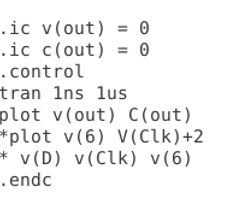 .ic v(out) = 0
.ic c(out) = 0
.control
tran 1ns 1us
plot v(out) C(out)
*plot v(6) V(Clk)+2
* v(D) v(Clk) v(6)
.endc